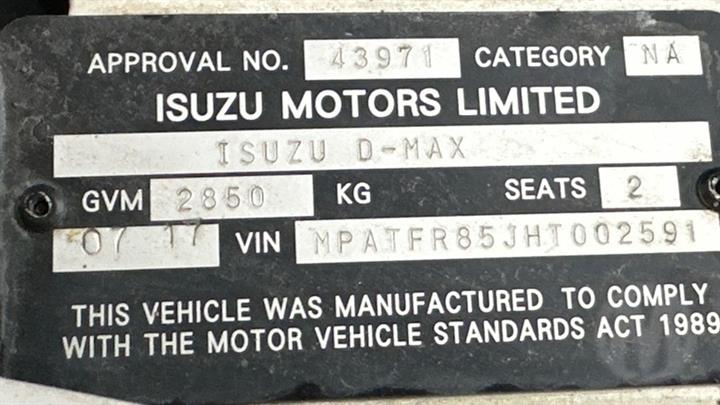 APPROVAL NO. 43971 CATEGORY NA
ISUZU MOTORS LIMITED
ISUZU D-MAX
GVM 2850 KG SEATS 2
07 17 VIN MPATFR85JHT002591
THIS VEHICLE WAS MANUFACTURED TO COMPLY
WITH THE MOTOR VEHICLE STANDARDS ACT 1989